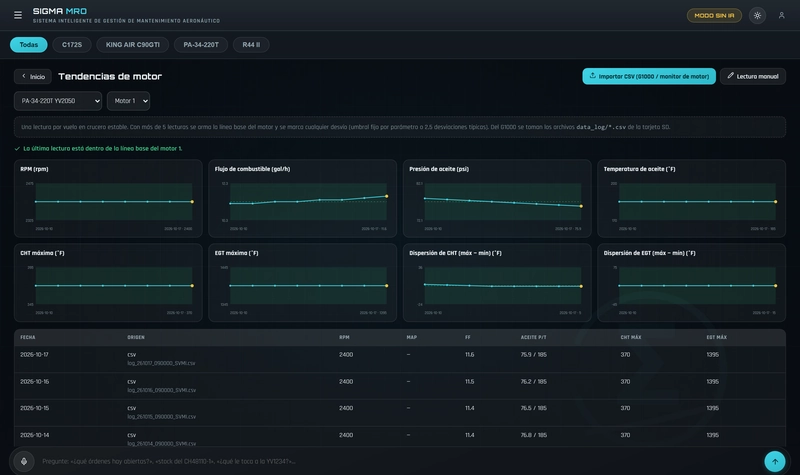 SIGMA MRO
SISTEMA INTELIGENTE DE GESTIÓN DE MANTENIMIENTO AERONÁUTICO
MODO SIN IA
Todas
C172S
KING AIR C90GTI
PA-34-220T
R44 II
Inicio
Tendencias de motor
Importar CSV (G1000 / monitor de motor)
Lectura manual
PA-34-220T YV2050
Motor 1
Una lectura por vuelo en crucero estable. Con más de 5 lecturas se arma la línea base del motor y se marca cualquier desvío (umbral fijo por parámetro o 2.5 desviaciones típicas). Del G1000 se toman los archivos data_log/*.csv de la tarjeta SD.
La última lectura está dentro de la línea base del motor 1.
RPM (rpm)
Flujo de combustible (gal/h)
Presión de aceite (psi)
Temperatura de aceite (°F)
CHT máxima (°F)
EGT máxima (°F)
Dispersión de CHT (máx – mín) (°F)
Dispersión de EGT (máx – mín) (°F)
FECHA ORIGEN RPM MAP FF ACEITE P/T CHT MÁX EGT MÁX
2026-10-17 csv 2400 — 11.6 75.9 / 185 370 1395
log_261017_090000_SVMI.csv
2026-10-16 csv 2400 — 11.5 76.2 / 185 370 1395
log_261016_090000_SVMI.csv
2026-10-15 csv 2400 — 11.4 76.5 / 185 370 1395
log_261015_090000_SVMI.csv
2026-10-14 csv 2400 — 11.4 76.8 / 185 370 1395
log_261014_090000_SVMI.csv